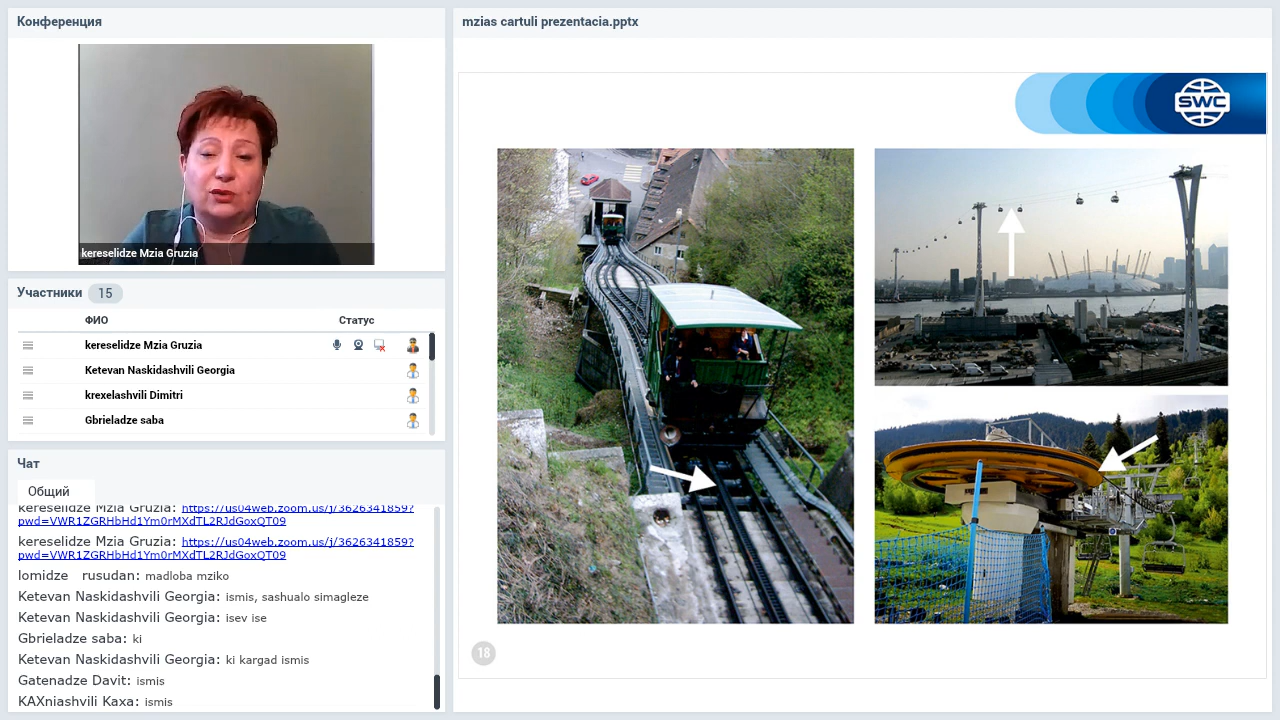 Конференция
kereselidze Mzia Gruzia
Участники 15
ФИО Статус
kereselidze Mzia Gruzia
Ketevan Naskidashvili Georgia
krexelashvili Dimitri
Gbrieladze saba
Чат
Общий
kereselidze Mzia Gruzia: https://us04web.zoom.us/j/3626341859?
pwd=VWR1ZGRHbHd1Ym0rMXdTL2RJdGoxQT09
kereselidze Mzia Gruzia: https://us04web.zoom.us/j/3626341859?
pwd=VWR1ZGRHbHd1Ym0rMXdTL2RJdGoxQT09
lomidze rusudan: madloba mziko
Ketevan Naskidashvili Georgia: ismis, sashualo simagleze
Ketevan Naskidashvili Georgia: isev ise
Gbrieladze saba: ki
Ketevan Naskidashvili Georgia: ki kargad ismis
Gatenadze Davit: ismis
KAXniashvili Kaxa: ismis
mzias cartuli prezentacia.pptx
SWC
18